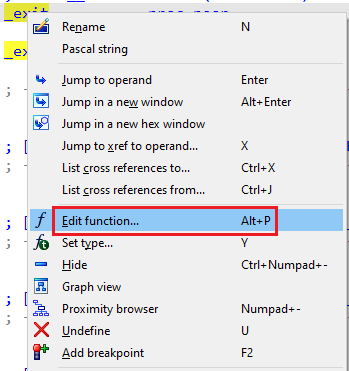 _exit
Rename N
Pascal string
_ex
Jump to operand Enter
; Jump in a new window Alt+Enter
Jump in a new hex window
; [ Jump to xref to operand... X
; List cross references to... Ctrl+X
List cross references from... Ctrl+J
; [ Edit function... Alt+P
; Set type... Y
Hide Ctrl+Numpad+-
Graph view
; [ Proximity browser Numpad+-
; Undefine U
Add breakpoint F2